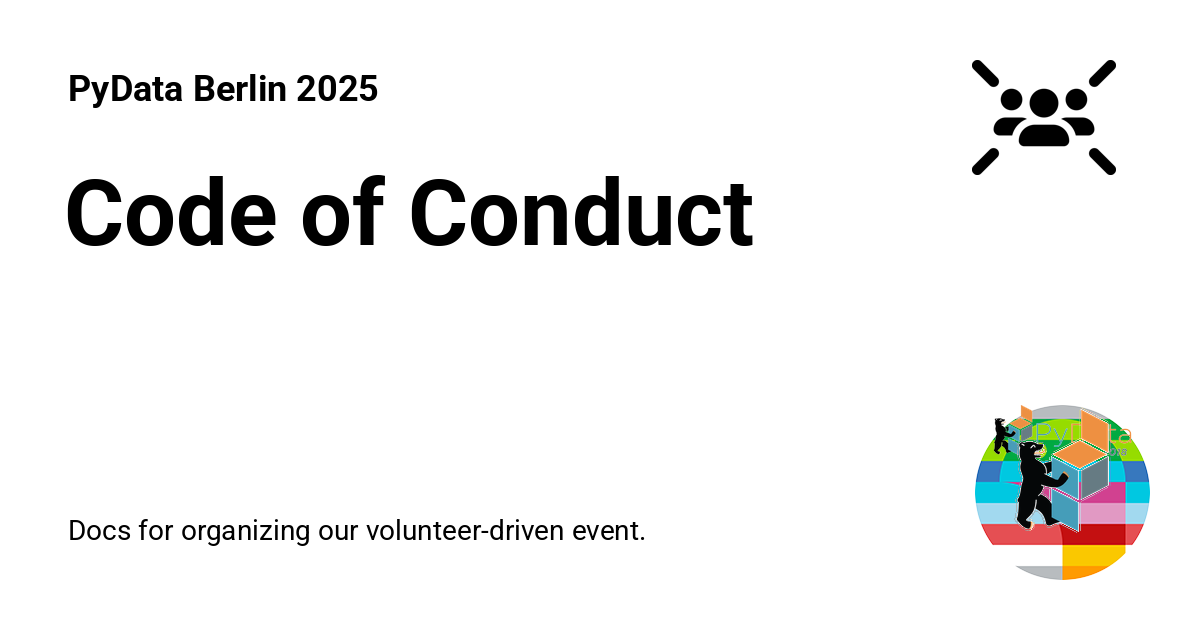 PyData Berlin 2025
Code of Conduct
Docs for organizing our volunteer-driven event.